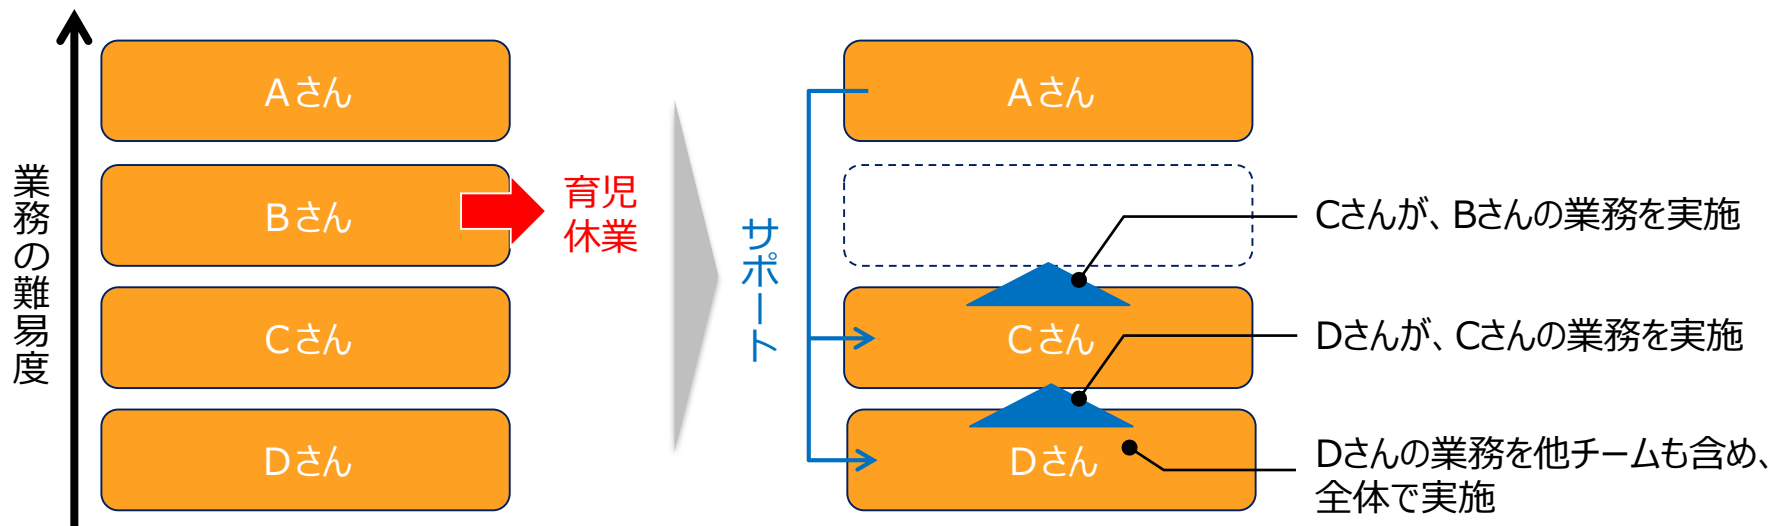 業務の難易度
Aさん
Bさん
Cさん
Dさん
育児
休業
サポート
Aさん
Cさん
Dさん
Cさんが、Bさんの業務を実施
Dさんが、Cさんの業務を実施
Dさんの業務を他チームも含め、
全体で実施